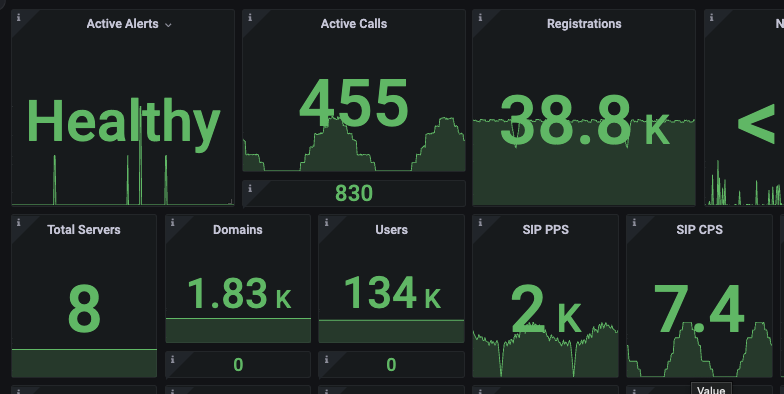 Active Alerts
Healthy
Active Calls
455
830
Registrations
38.8 K
N
<
Total Servers
8
Domains
1.83 K
0
Users
134 K
0
SIP PPS
2 K
SIP CPS
7.4
Value